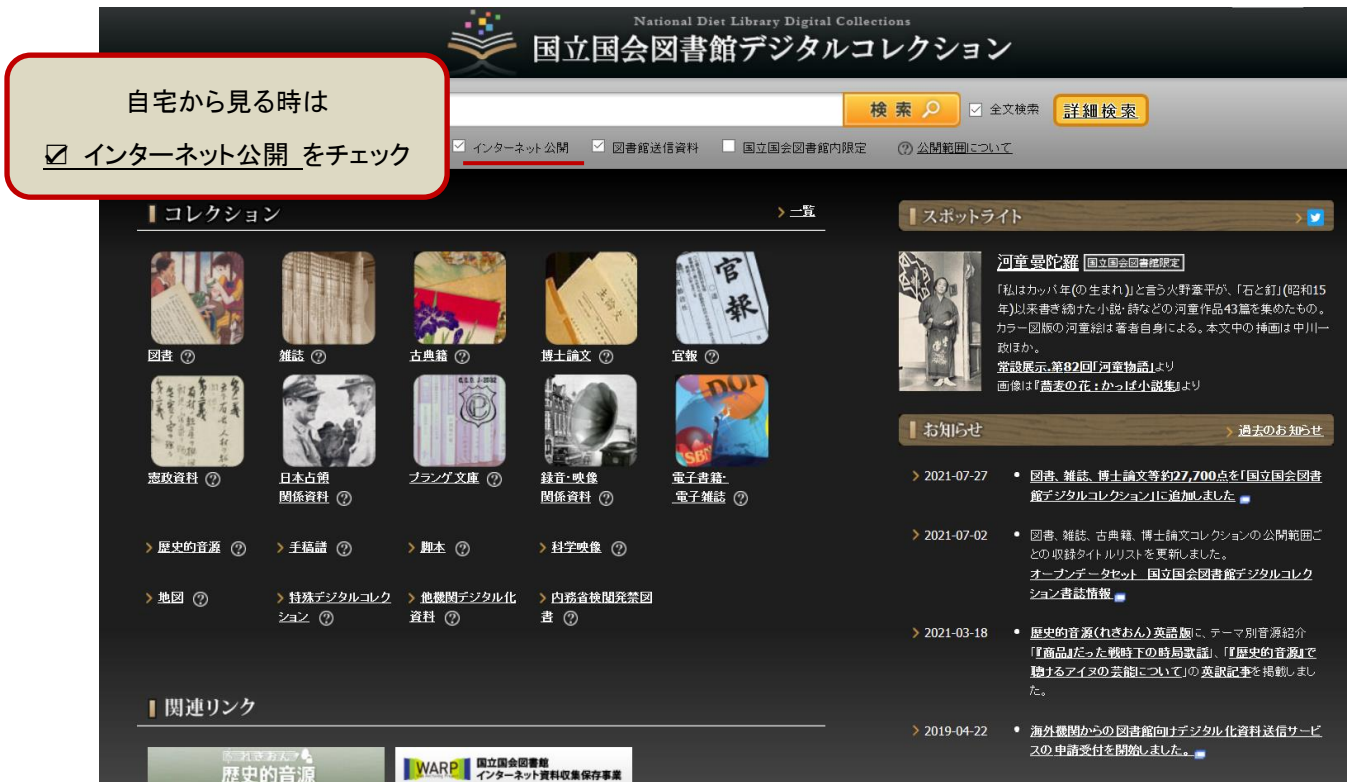 National Diet Library Digital Collections
国立国会図書館デジタルコレクション
自宅から見る時は
☑ インターネット公開 をチェック
検索
☑ 全文検索
詳細検索
☑ インターネット公開 ☑ 図書館送信資料 □ 国立国会図書館内限定 ? 公開範囲について
コレクション
> 一覧
図書 ?
雑誌 ?
古典籍 ?
博士論文 ?
官報
官報 ?
憲政資料 ?
日本占領
関係資料 ?
プランゲ文庫 ?
録音・映像
関係資料 ?
DOI
ISBN
電子書籍・
電子雑誌 ?
> 歴史的音源 ?
> 手稿譜 ?
> 脚本 ?
> 科学映像 ?
> 地図 ?
> 特殊デジタルコレク
ション ?
> 他機関デジタル化
資料 ?
> 内務省検閲発禁図
書 ?
関連リンク
れきおん
歴史的音源
WARP 国立国会図書館
インターネット資料収集保存事業
スポットライト
河童曼陀羅 国立国会図書館限定
「私はカッパ年(の生まれ)」と言う火野葦平が、「石と釘」(昭和15
年)以来書き続けた小説・詩などの河童作品43篇を集めたもの。
カラー図版の河童絵は著者自身による。本文中の挿画は中川一
政ほか。
常設展示.第82回「河童物語」より
画像は『蕎麦の花 : かっぱ小説集』より
お知らせ
> 過去のお知らせ
> 2021-07-27 • 図書、雑誌、博士論文等約27,700点を「国立国会図書
館デジタルコレクション」に追加しました
> 2021-07-02 • 図書、雑誌、古典籍、博士論文コレクションの公開範囲ご
との収録タイトルリストを更新しました。
オープンデータセット 国立国会図書館デジタルコレク
ション書誌情報
> 2021-03-18 • 歴史的音源(れきおん)英語版に、テーマ別音源紹介
「『商品』だった戦時下の時局歌謡」、「『歴史的音源』で
聴けるアイヌの芸能について」の英訳記事を掲載しまし
た。
> 2019-04-22 • 海外機関からの図書館向けデジタル化資料送信サービ
スの申請受付を開始しました。